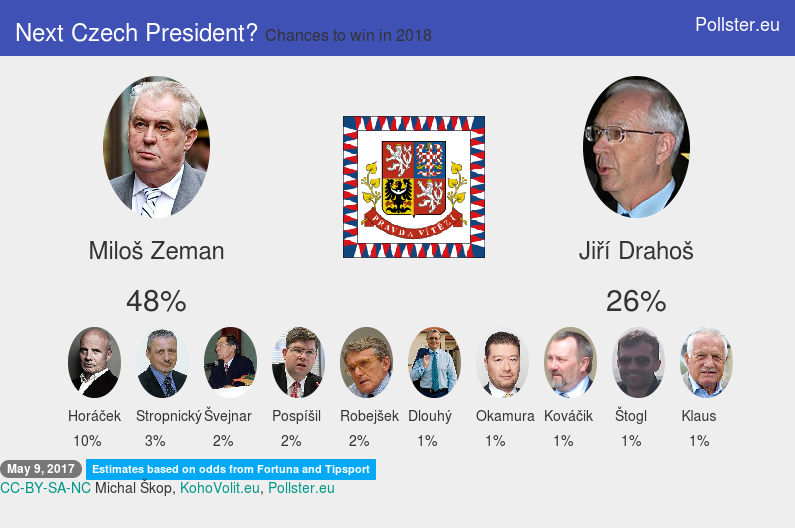 Next Czech President? Chances to win in 2018
Pollster.eu
PRAVDA VÍTĚZÍ
Miloš Zeman
Jiří Drahoš
48%
26%
Horáček Stropnický Švejnar Pospíšil Robejšek Dlouhý Okamura Kováčik Štogl Klaus
10% 3% 2% 2% 2% 1% 1% 1% 1% 1%
May 9, 2017 Estimates based on odds from Fortuna and Tipsport
CC-BY-SA-NC Michal Škop, KohoVolit.eu, Pollster.eu